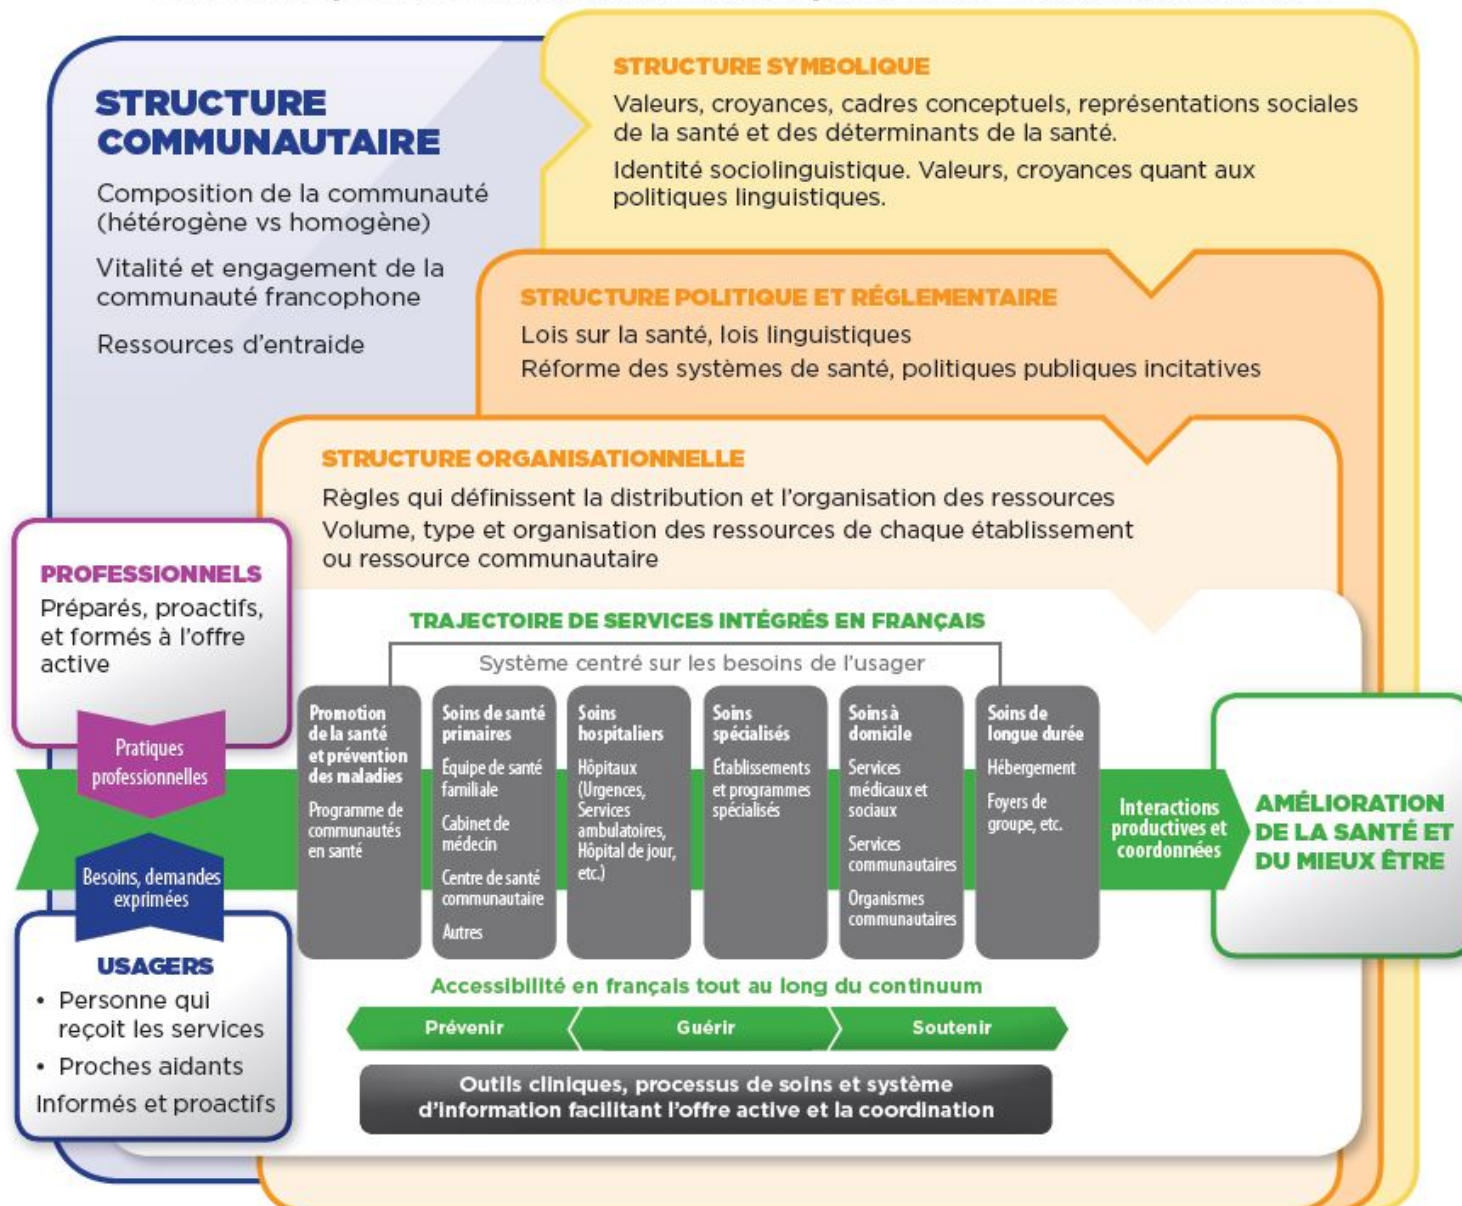 STRUCTURE
COMMUNAUTAIRE
Composition de la communauté
(hétérogène vs homogène)
Vitalité et engagement de la
communauté francophone
Ressources d'entraide
STRUCTURE SYMBOLIQUE
Valeurs, croyances, cadres conceptuels, représentations sociales
de la santé et des déterminants de la santé.
Identité sociolinguistique. Valeurs, croyances quant aux
politiques linguistiques.
STRUCTURE POLITIQUE ET RÉGLEMENTAIRE
Lois sur la santé, lois linguistiques
Réforme des systèmes de santé, politiques publiques incitatives
STRUCTURE ORGANISATIONNELLE
Règles qui définissent la distribution et l'organisation des ressources
Volume, type et organisation des ressources de chaque établissement
ou ressource communautaire
PROFESSIONNELS
Préparés, proactifs,
et formés à l'offre
active
Pratiques
professionnelles
Besoins, demandes
exprimées
USAGERS
• Personne qui
reçoit les services
• Proches aidants
Informés et proactifs
TRAJECTOIRE DE SERVICES INTÉGRÉS EN FRANÇAIS
Système centré sur les besoins de l'usager
Promotion
de la santé
et prévention
des maladies
Programme de
communautés
en santé
Soins de santé
primaires
Équipe de santé
familiale
Cabinet de
médecin
Centre de santé
communautaire
Autres
Soins
hospitaliers
Hôpitaux
(Urgences,
Services
ambulatoires,
Hôpital de jour,
etc.)
Soins
spécialisés
Établissements
et programmes
spécialisés
Soins à
domicile
Services
médicaux et
sociaux
Services
communautaires
Organismes
communautaires
Soins de
longue durée
Hébergement
Foyers de
groupe, etc.
Interactions
productives et
coordonnées
AMÉLIORATION
DE LA SANTÉ ET
DU MIEUX ÊTRE
Accessibilité en français tout au long du continuum
Prévenir
Guérir
Soutenir
Outils cliniques, processus de soins et système
d'information facilitant l'offre active et la coordination